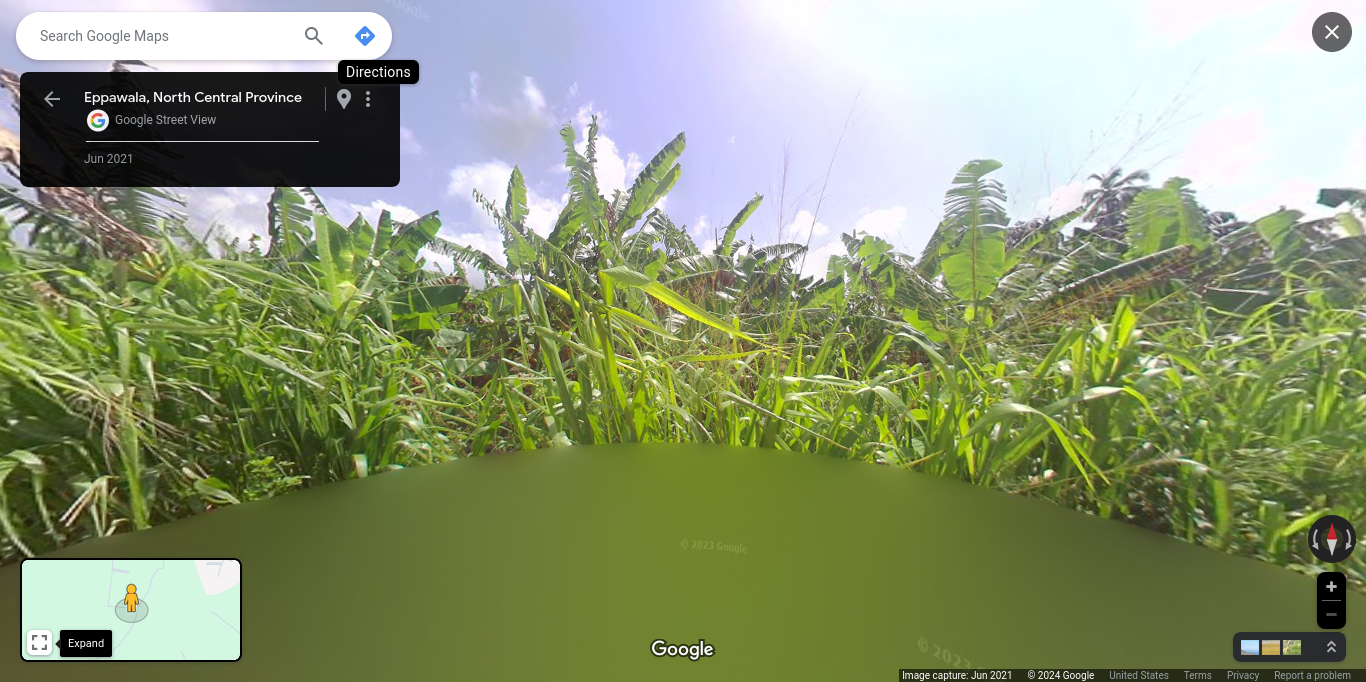 Search Google Maps
Directions
Eppawala, North Central Province
Google Street View
Jun 2021
© 2023 Google
Expand
Google
© 2023
Image capture: Jun 2021 © 2024 Google United States Terms Privacy Report a problem